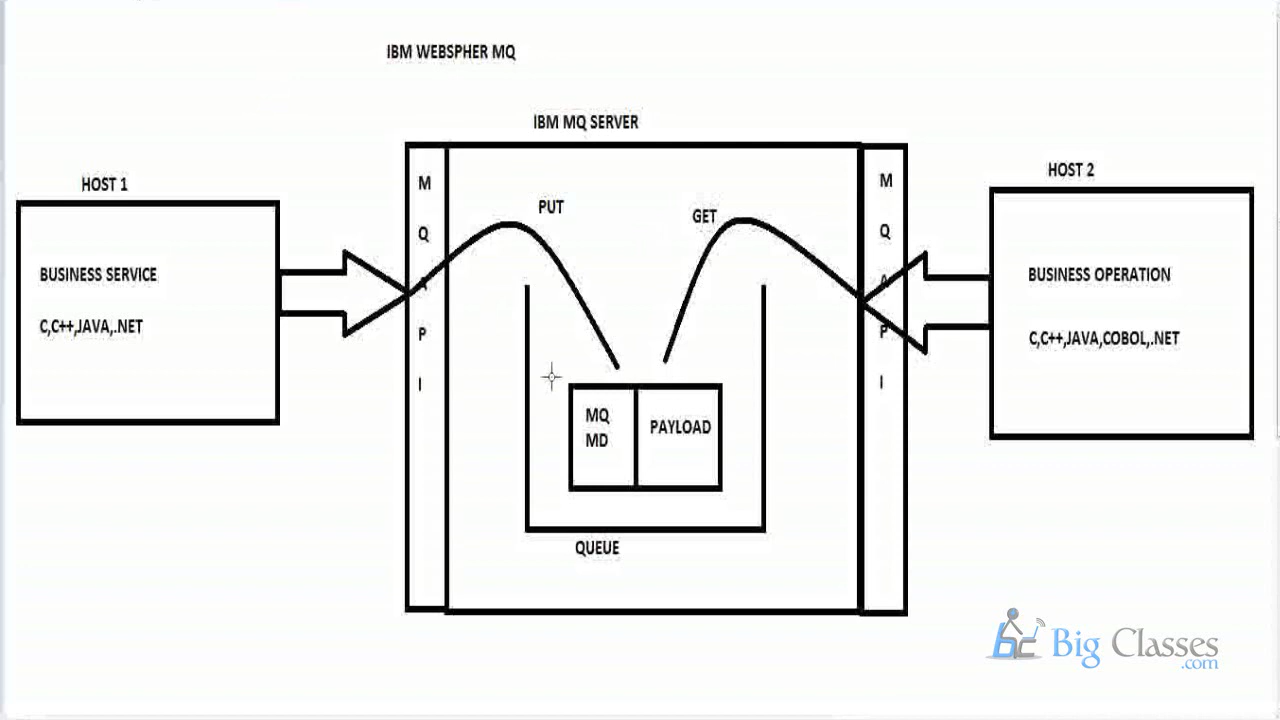 IBM WEBSPHER MQ
IBM MQ SERVER
HOST 1
BUSINESS SERVICE
C,C++,JAVA,.NET
M
Q
A
P
I
PUT
GET
MQ
MD
PAYLOAD
QUEUE
M
Q
A
P
I
HOST 2
BUSINESS OPERATION
C,C++,JAVA,COBOL,.NET
bc Big Classes
.com